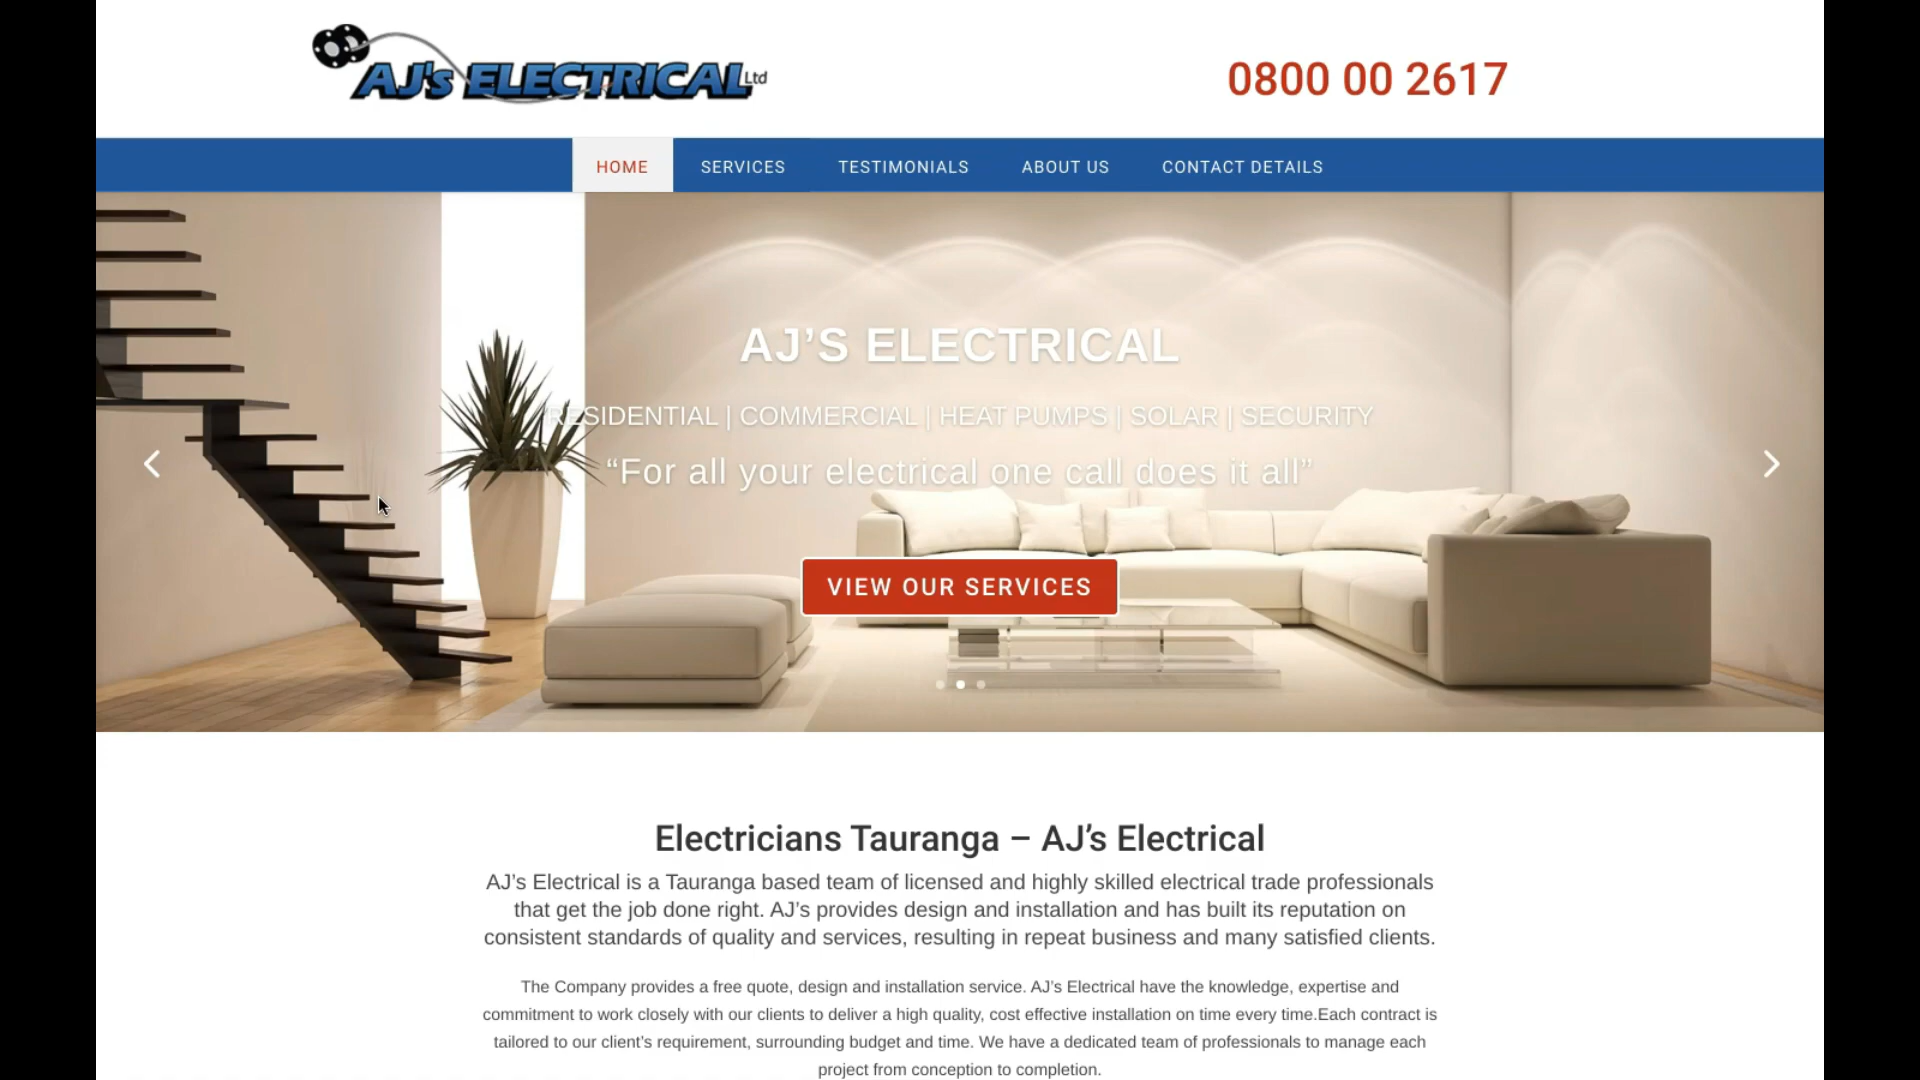 AJ's ELECTRICAL Ltd
0800 00 2617
HOME SERVICES TESTIMONIALS ABOUT US CONTACT DETAILS
AJ’S ELECTRICAL
RESIDENTIAL | COMMERCIAL | HEAT PUMPS | SOLAR | SECURITY
“For all your electrical one call does it all”
VIEW OUR SERVICES
Electricians Tauranga – AJ’s Electrical
AJ’s Electrical is a Tauranga based team of licensed and highly skilled electrical trade professionals
that get the job done right. AJ’s provides design and installation and has built its reputation on
consistent standards of quality and services, resulting in repeat business and many satisfied clients.
The Company provides a free quote, design and installation service. AJ’s Electrical have the knowledge, expertise and
commitment to work closely with our clients to deliver a high quality, cost effective installation on time every time.Each contract is
tailored to our client’s requirement, surrounding budget and time. We have a dedicated team of professionals to manage each
project from conception to completion.